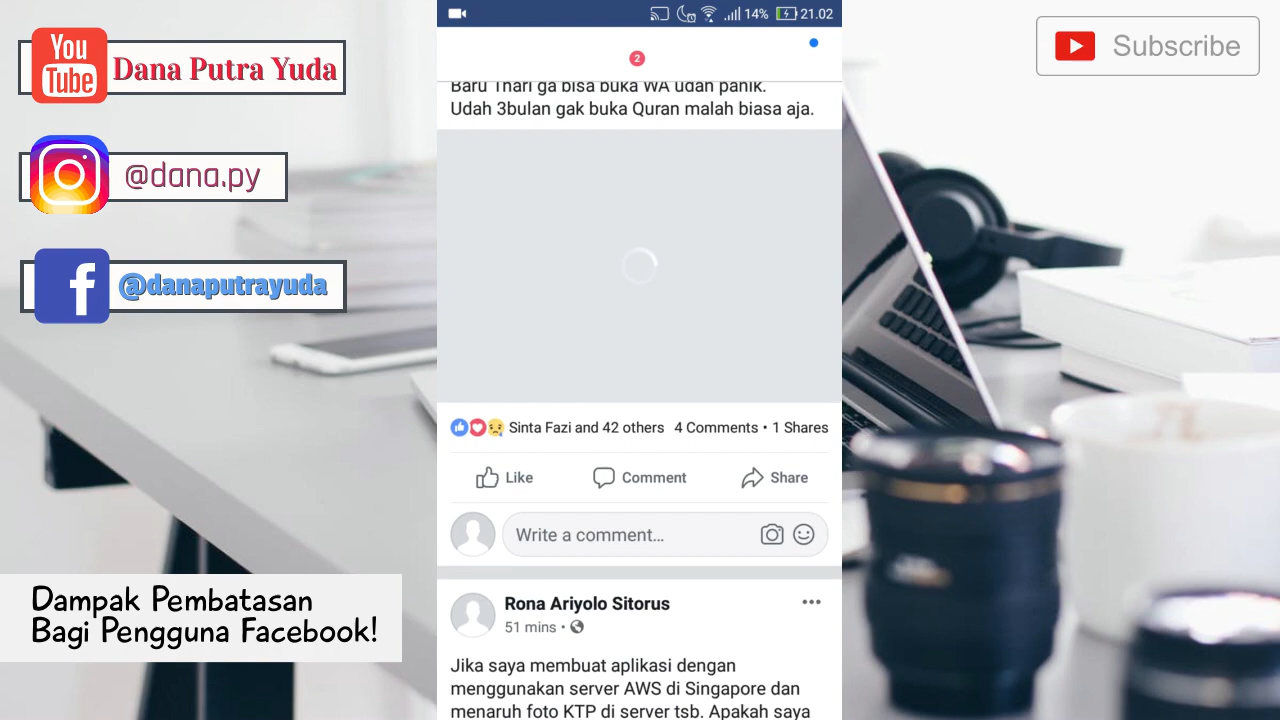 You
Tube
Dana Putra Yuda
@dana.py
@danaputrayuda
Dampak Pembatasan
Bagi Pengguna Facebook!
14% 21.02
2
Baru 1hari ga bisa buka WA udah panik.
Udah 3bulan gak buka Quran malah biasa aja.
Sinta Fazi and 42 others 4 Comments • 1 Shares
Like Comment Share
Write a comment...
Rona Ariyolo Sitorus
51 mins •
Jika saya membuat aplikasi dengan
menggunakan server AWS di Singapore dan
menaruh foto KTP di server tsb. Apakah saya
Subscribe